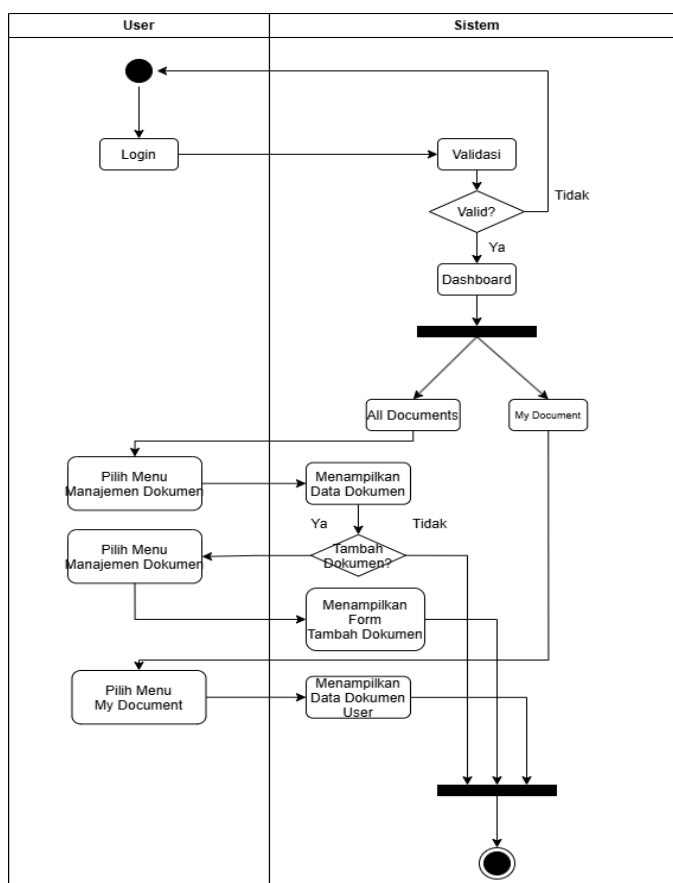 User
Sistem
Login
Validasi
Valid?
Tidak
Ya
Dashboard
All Documents
My Document
Pilih Menu
Manajemen Dokumen
Menampilkan
Data Dokumen
Ya
Tidak
Pilih Menu
Manajemen Dokumen
Tambah
Dokumen?
Menampilkan
Form
Tambah Dokumen
Pilih Menu
My Document
Menampilkan
Data Dokumen
User